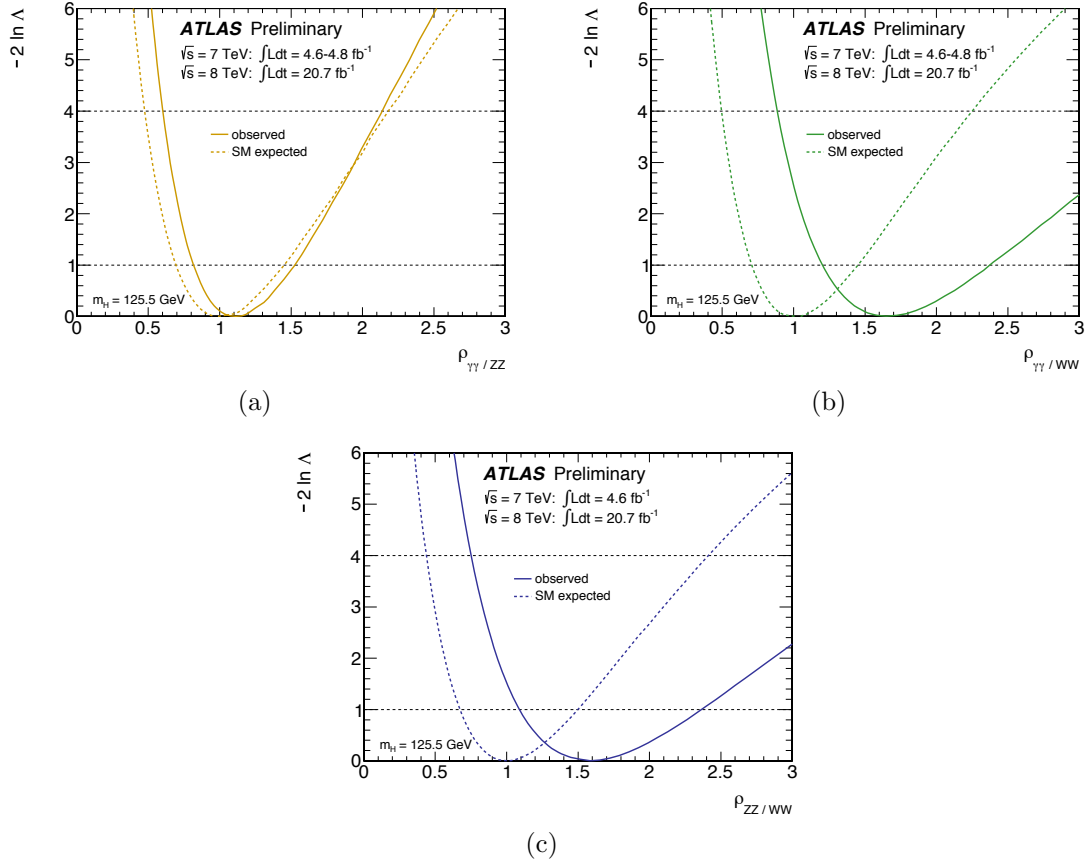 - 2 ln Λ
6
5
4
3
2
1
0
ATLAS Preliminary
√s = 7 TeV: ∫Ldt = 4.6-4.8 fb⁻¹
√s = 8 TeV: ∫Ldt = 20.7 fb⁻¹
observed
SM expected
m_H = 125.5 GeV
0 0.5 1 1.5 2 2.5 3
ρ_γγ / ZZ
(a)
- 2 ln Λ
6
5
4
3
2
1
0
ATLAS Preliminary
√s = 7 TeV: ∫Ldt = 4.6-4.8 fb⁻¹
√s = 8 TeV: ∫Ldt = 20.7 fb⁻¹
observed
SM expected
m_H = 125.5 GeV
0 0.5 1 1.5 2 2.5 3
ρ_γγ / WW
(b)
- 2 ln Λ
6
5
4
3
2
1
0
ATLAS Preliminary
√s = 7 TeV: ∫Ldt = 4.6 fb⁻¹
√s = 8 TeV: ∫Ldt = 20.7 fb⁻¹
observed
SM expected
m_H = 125.5 GeV
0 0.5 1 1.5 2 2.5 3
ρ_ZZ / WW
(c)